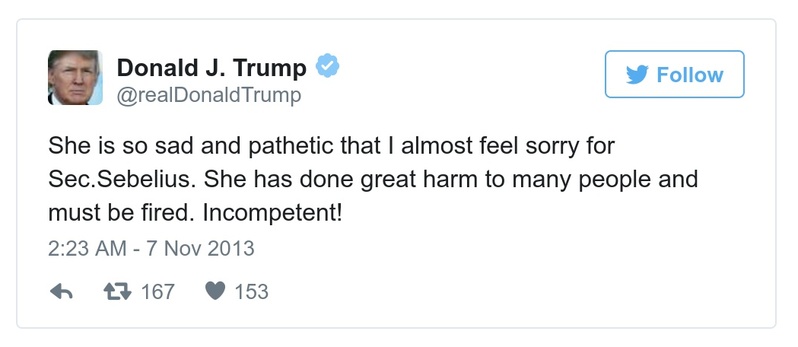 Donald J. Trump
@realDonaldTrump
Follow
She is so sad and pathetic that I almost feel sorry for
Sec.Sebelius. She has done great harm to many people and
must be fired. Incompetent!
2:23 AM - 7 Nov 2013
167 153